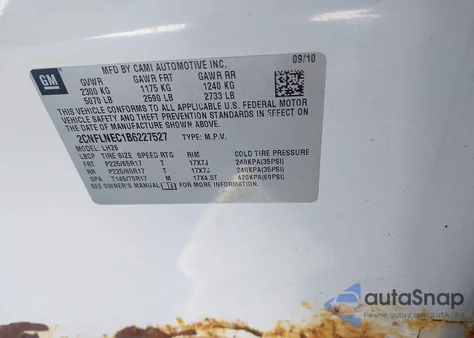 GM
MFD BY CAMI AUTOMOTIVE INC. 09/10
GVWR GAWR FRT GAWR RR
2300 KG 1175 KG 1240 KG
5070 LB 2590 LB 2733 LB
THIS VEHICLE CONFORMS TO ALL APPLICABLE U.S. FEDERAL MOTOR
VEHICLE SAFETY AND THEFT PREVENTION STANDARDS IN EFFECT ON
THE DATE OF MANUFACTURE SHOWN ABOVE.
2CNFLNEC1B6227527 TYPE: M.P.V.
MODEL: LH26
LBCP TIRE SIZE SPEED RTG RIM COLD TIRE PRESSURE
FRT P225/65R17 T 17X7J 240KPA(35PSI)
RR P225/65R17 T 17X7J 240KPA(35PSI)
SPA T145/70R17 M 17X4.5T 420KPA(60PSI)
SEE OWNER'S MANUAL FOR MORE INFORMATION.
autaSnap
Pewne auto z USA i